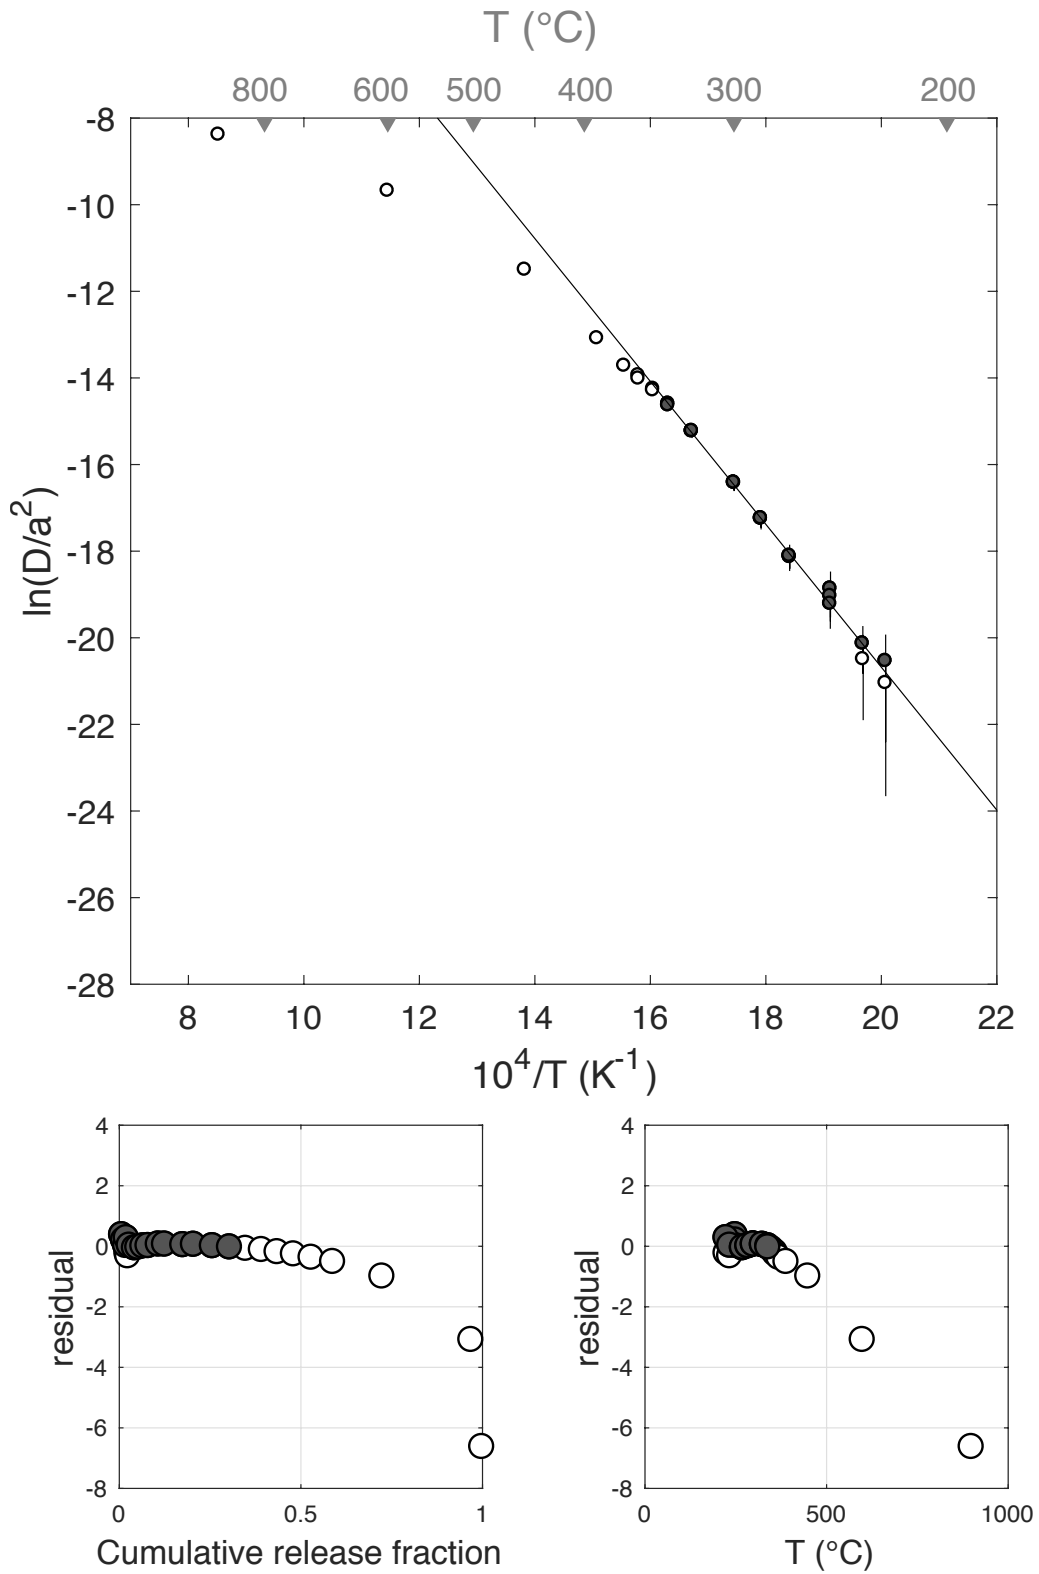 T (°C)
800 600 500 400 300 200
-8
-10
-12
-14
-16
-18
-20
-22
-24
-26
-28
ln(D/a²)
8 10 12 14 16 18 20 22
10⁴/T (K⁻¹)
4
2
0
-2
-4
-6
-8
residual
0 0.5 1
Cumulative release fraction
4
2
0
-2
-4
-6
-8
residual
0 500 1000
T (°C)